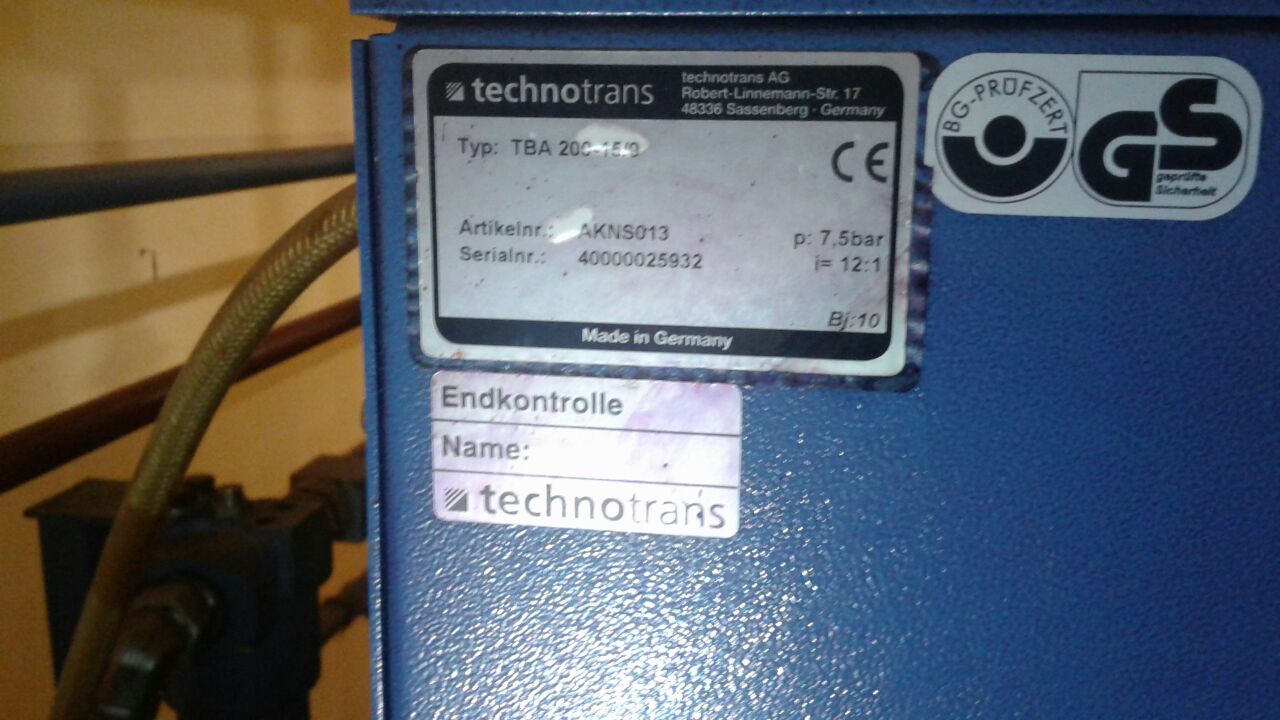 technotrans
technotrans AG
Robert-Linnemann-Str. 17
48336 Sassenberg - Germany
Typ: TBA 200-15/9
CE
Artikelnr.: AKNS013
Serialnr.: 40000025932
p: 7,5bar
i= 12:1
Bj:10
Made in Germany
BG-PRÜFZERT
GS
geprüfte
Sicherheit
Endkontrolle
Name:
technotrans